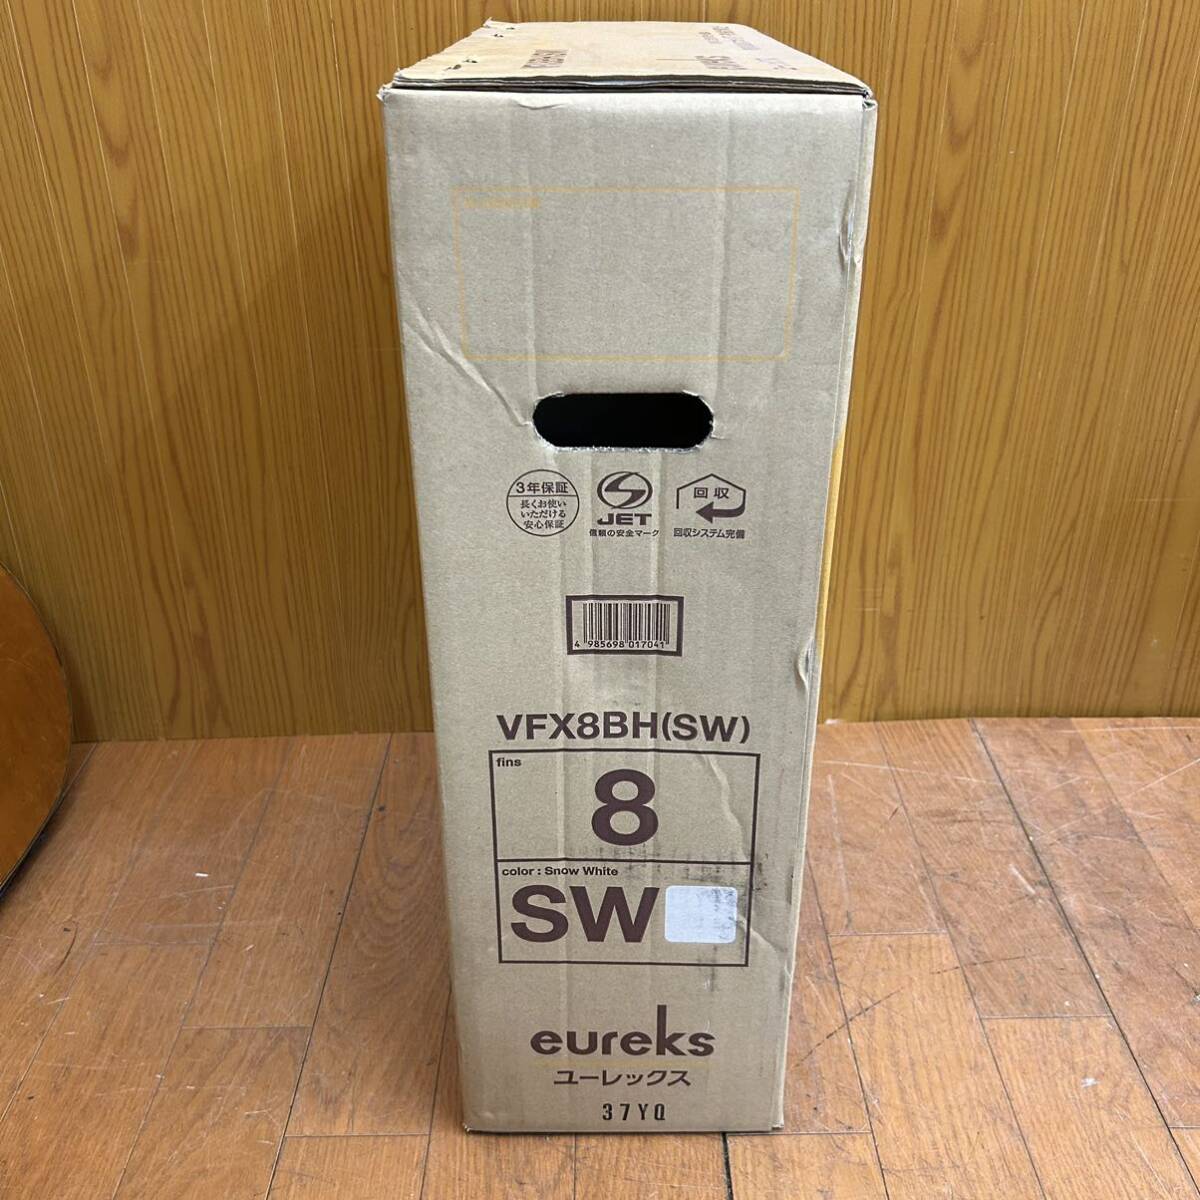 3年保証
長くお使い
いただける
安心保証
JET
信頼の安全マーク
回収
回収システム完備
4 985698 017041
VFX8BH(SW)
fins
8
color : Snow White
SW
eureks
ユーレックス
37YQ